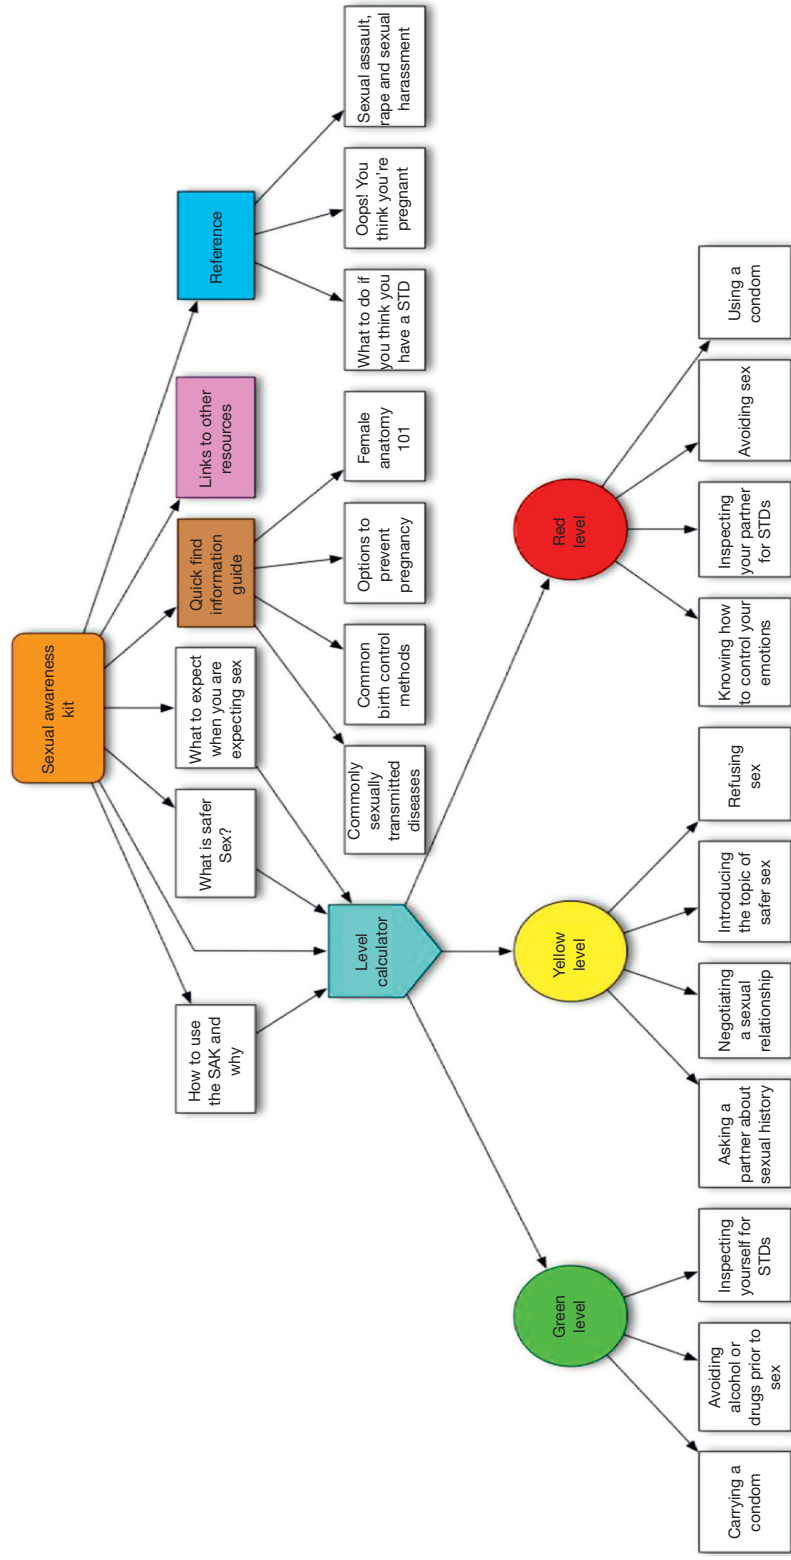 Sexual awareness
kit
How to use
the SAK and
why
What is safer
Sex?
What to expect
when you are
expecting sex
Quick find
information
guide
Links to other
resources
Reference
Level
calculator
Commonly
sexually
transmitted
diseases
Common
birth control
methods
Options to
prevent
pregnancy
Female
anatomy
101
What to do if
you think you
have a STD
Oops! You
think you're
pregnant
Sexual assault,
rape and sexual
harassment
Green
level
Yellow
level
Red
level
Carrying a
condom
Avoiding
alcohol or
drugs prior to
sex
Inspecting
yourself for
STDs
Asking a
partner about
sexual history
Negotiating
a sexual
relationship
Introducing
the topic of
safer sex
Refusing
sex
Knowing how
to control your
emotions
Inspecting
your partner
for STDs
Avoiding sex
Using a
condom